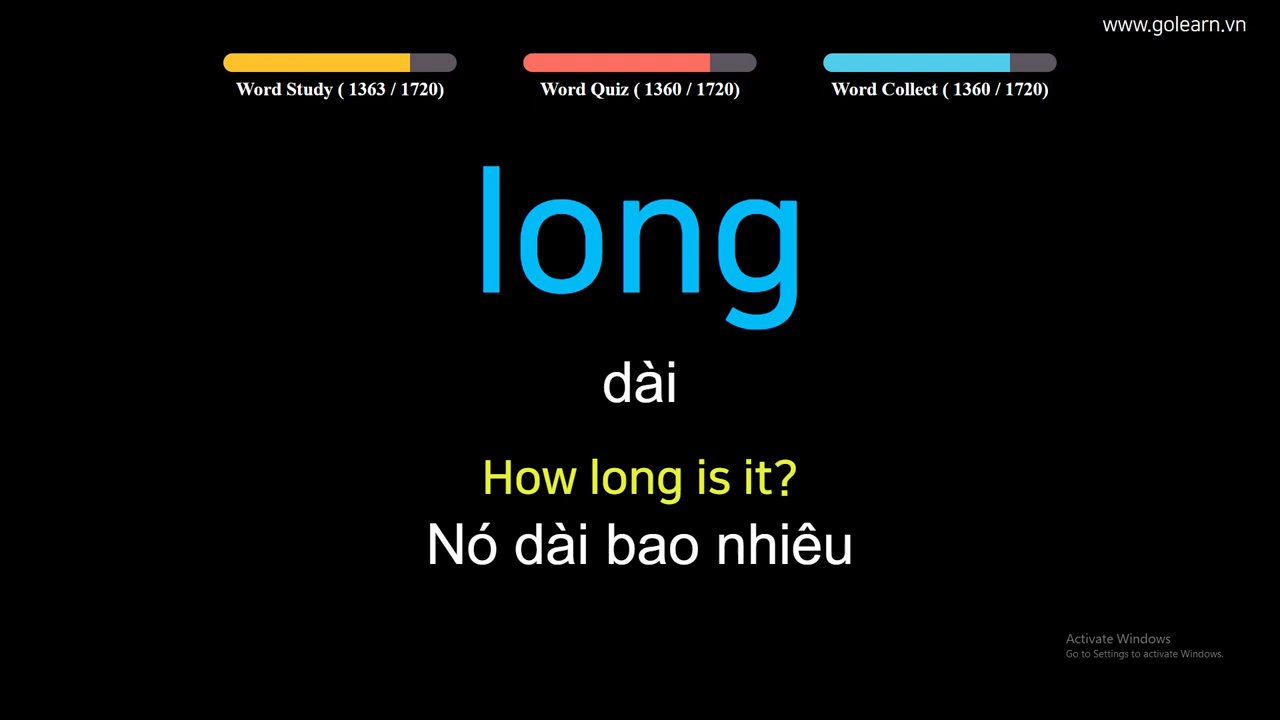 www.golearn.vn
Word Study ( 1363 / 1720)
Word Quiz ( 1360 / 1720)
Word Collect ( 1360 / 1720)
long
dài
How long is it?
Nó dài bao nhiêu
Activate Windows
Go to Settings to activate Windows.